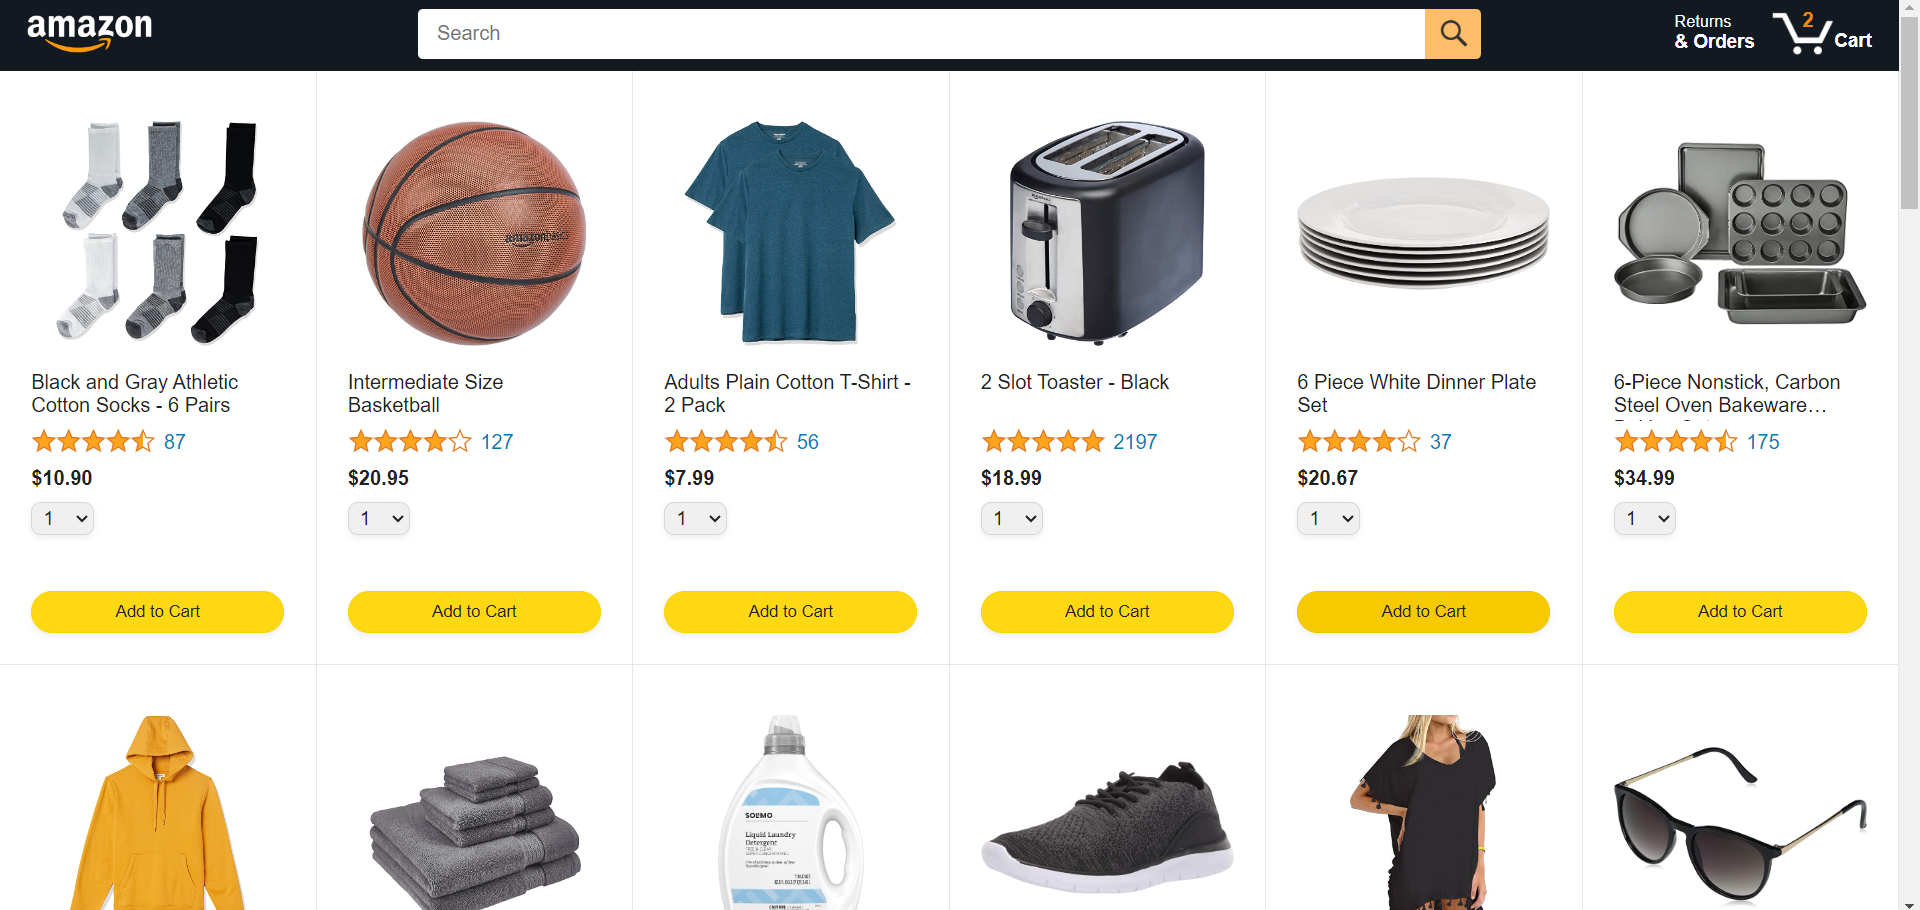 amazon
Search
Returns
& Orders
2
Cart
amazonbasics
Black and Gray Athletic
Cotton Socks - 6 Pairs
87
$10.90
1
Add to Cart
Intermediate Size
Basketball
127
$20.95
1
Add to Cart
Adults Plain Cotton T-Shirt -
2 Pack
56
$7.99
1
Add to Cart
2 Slot Toaster - Black
2197
$18.99
1
Add to Cart
6 Piece White Dinner Plate
Set
37
$20.67
1
Add to Cart
6-Piece Nonstick, Carbon
Steel Oven Bakeware…
175
$34.99
1
Add to Cart
SOLIMO
Liquid Laundry
Detergent
FREE & CLEAR